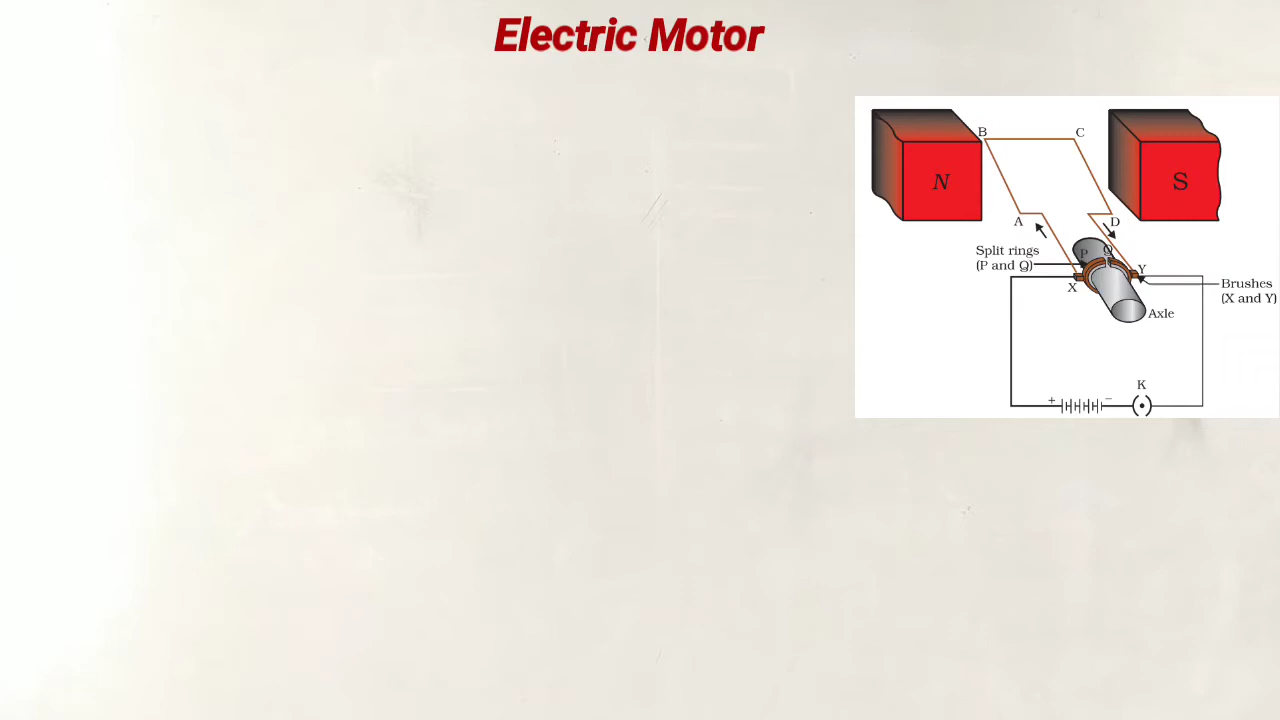 Electric Motor
B
C
N
S
A
D
Split rings
(P and Q)
P
Q
Y
X
Brushes
(X and Y)
Axle
K
+
−